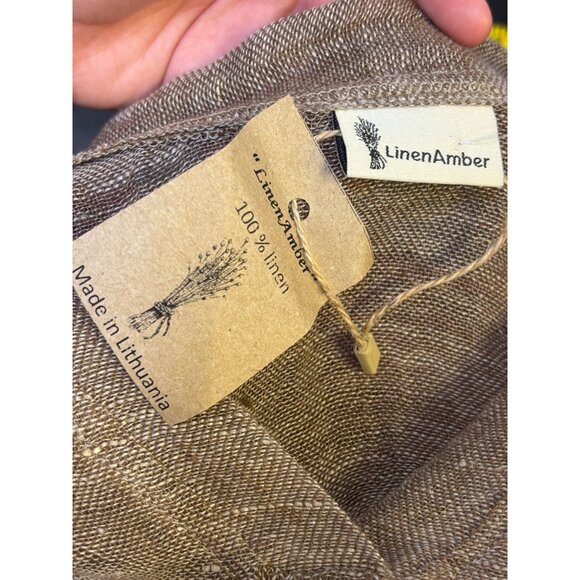 "LinenAmber"
100 % linen
Made in Lithuania
LinenAmber